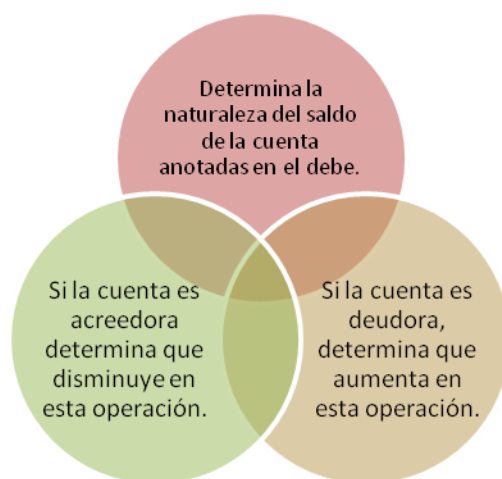 Determina la
naturaleza del saldo
de la cuenta
anotadas en el debe.
Si la cuenta es
acreedora
determina que
disminuye en
esta operación.
Si la cuenta es
deudora,
determina que
aumenta en
esta operación.